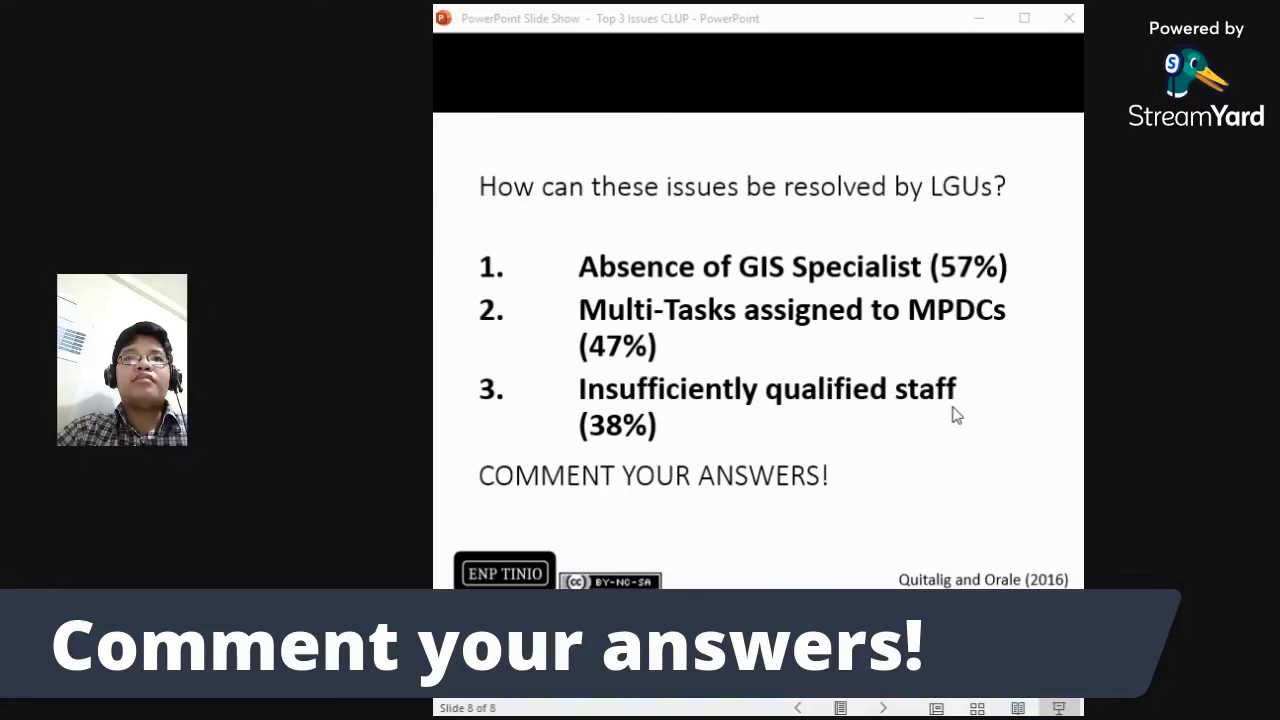 PowerPoint Slide Show - Top 3 Issues CLUP - PowerPoint
Powered by
S
StreamYard
How can these issues be resolved by LGUs?
1. Absence of GIS Specialist (57%)
2. Multi-Tasks assigned to MPDCs
(47%)
3. Insufficiently qualified staff
(38%)
COMMENT YOUR ANSWERS!
ENP TINIO
cc BY-NC-SA
Quitalig and Orale (2016)
Comment your answers!
Slide 8 of 8